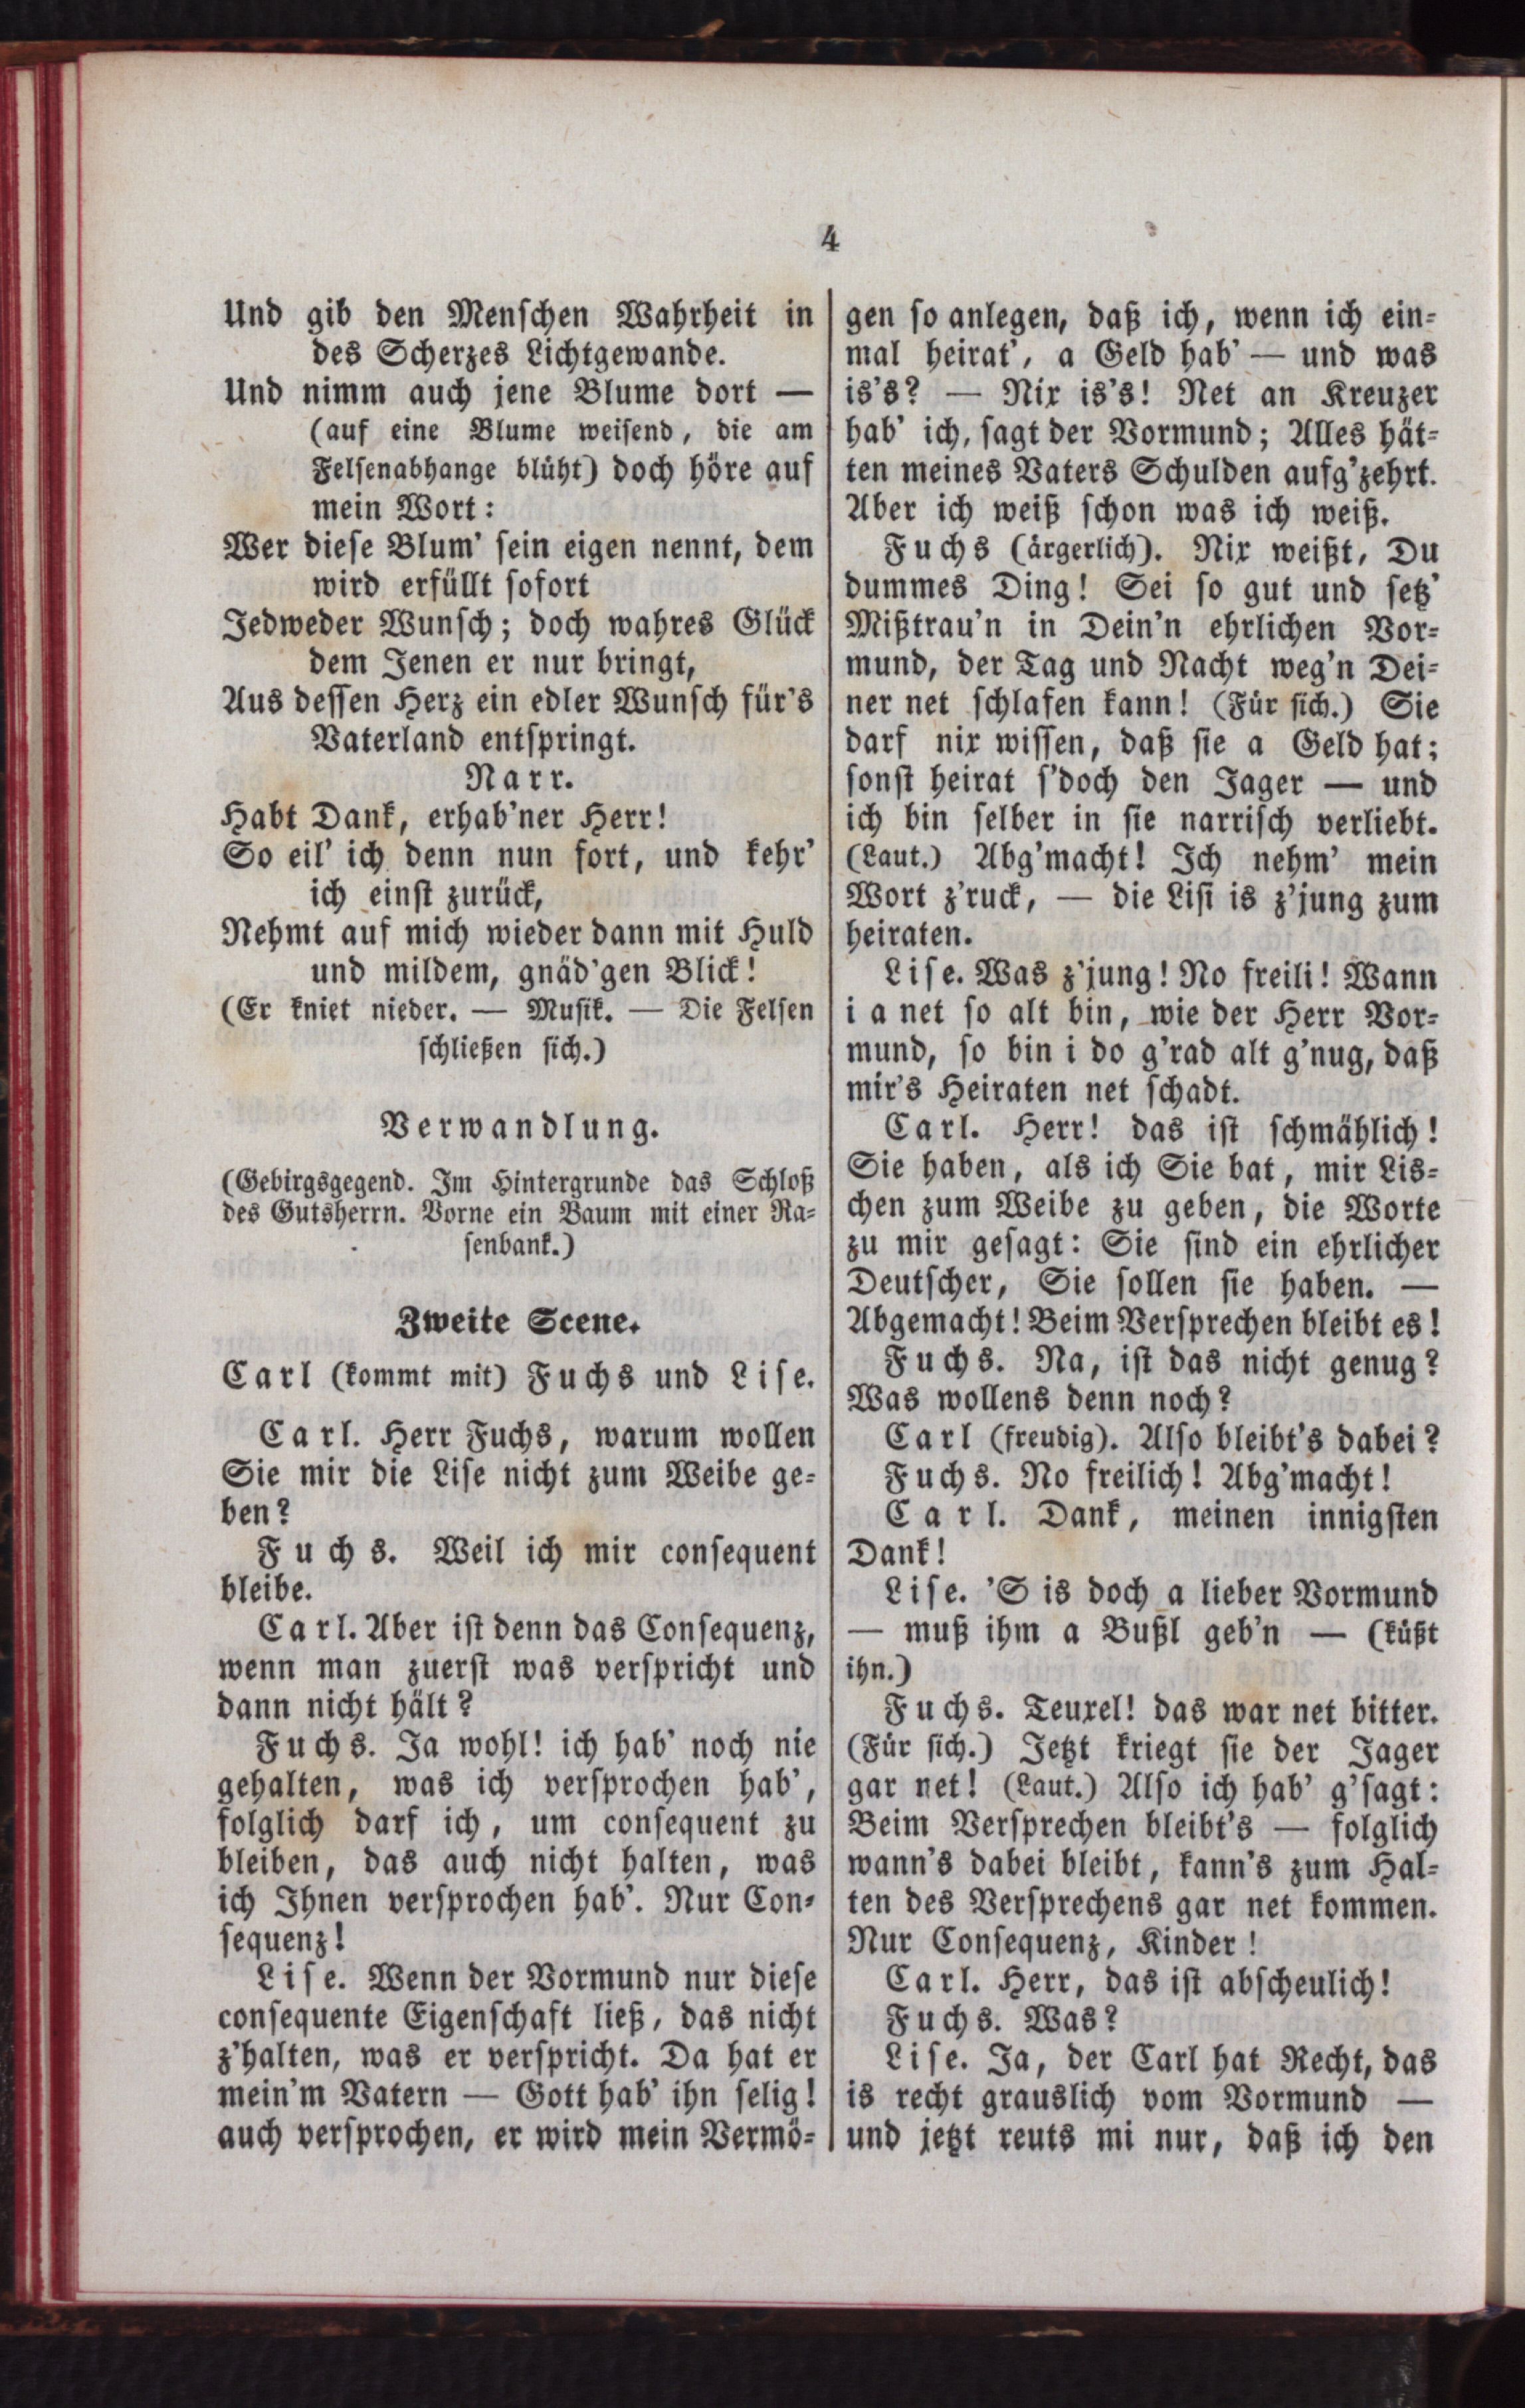 4
Und gib den Menschen Wahrheit in
des Scherzes Lichtgewande.
Und nimm auch jene Blume dort —
(auf eine Blume weisend, die am
Felsenabhange blüht) doch höre auf
mein Wort:
Wer diese Blum' sein eigen nennt, dem
wird erfüllt sofort
Jedweder Wunsch; doch wahres Glück
dem Jenen er nur bringt,
Aus dessen Herz ein edler Wunsch für's
Vaterland entspringt.
Narr.
Habt Dank, erhab'ner Herr!
So eil' ich denn nun fort, und kehr'
ich einst zurück,
Nehmt auf mich wieder dann mit Huld
und mildem, gnäd'gen Blick!
(Er kniet nieder. — Musik. — Die Felsen
schließen sich.)
Verwandlung.
(Gebirgsgegend. Im Hintergrunde das Schloß
des Gutsherrn. Vorne ein Baum mit einer Ra-
senbank.)
Zweite Scene.
Carl (kommt mit) Fuchs und Lise.
Carl. Herr Fuchs, warum wollen
Sie mir die Lise nicht zum Weibe ge-
ben?
Fuchs. Weil ich mir consequent
bleibe.
Carl. Aber ist denn das Consequenz,
wenn man zuerst was verspricht und
dann nicht hält?
Fuchs. Ja wohl! ich hab' noch nie
gehalten, was ich versprochen hab',
folglich darf ich, um consequent zu
bleiben, das auch nicht halten, was
ich Ihnen versprochen hab'. Nur Con-
sequenz!
Lise. Wenn der Vormund nur diese
consequente Eigenschaft ließ, das nicht
z'halten, was er verspricht. Da hat er
mein'm Vatern — Gott hab' ihn selig!
auch versprochen, er wird mein Vermö-
gen so anlegen, daß ich, wenn ich ein-
mal heirat', a Geld hab' — und was
is's? — Nix is's! Net an Kreuzer
hab' ich, sagt der Vormund; Alles hät-
ten meines Vaters Schulden aufg'zehrt.
Aber ich weiß schon was ich weiß.
Fuchs (ärgerlich). Nix weißt, Du
dummes Ding! Sei so gut und setz'
Mißtrau'n in Dein'n ehrlichen Vor-
mund, der Tag und Nacht weg'n Dei-
ner net schlafen kann! (Für sich.) Sie
darf nix wissen, daß sie a Geld hat;
sonst heirat s'doch den Jager — und
ich bin selber in sie narrisch verliebt.
(Laut.) Abg'macht! Ich nehm' mein
Wort z'ruck, — die Lisi is z'jung zum
heiraten.
Lise. Was z'jung! No freili! Wann
i a net so alt bin, wie der Herr Vor-
mund, so bin i do g'rad alt g'nug, daß
mir's Heiraten net schadt.
Carl. Herr! das ist schmählich!
Sie haben, als ich Sie bat, mir Lis-
chen zum Weibe zu geben, die Worte
zu mir gesagt: Sie sind ein ehrlicher
Deutscher, Sie sollen sie haben. —
Abgemacht! Beim Versprechen bleibt es!
Fuchs. Na, ist das nicht genug?
Was wollens denn noch?
Carl (freudig). Also bleibt's dabei?
Fuchs. No freilich! Abg'macht!
Carl. Dank, meinen innigsten
Dank!
Lise. 'S is doch a lieber Vormund
— muß ihm a Bußl geb'n — (küßt
ihn.)
Fuchs. Teuxel! das war net bitter.
(Für sich.) Jetzt kriegt sie der Jager
gar net! (Laut.) Also ich hab' g'sagt:
Beim Versprechen bleibt's — folglich
wann's dabei bleibt, kann's zum Hal-
ten des Versprechens gar net kommen.
Nur Consequenz, Kinder!
Carl. Herr, das ist abscheulich!
Fuchs. Was?
Lise. Ja, der Carl hat Recht, das
is recht grauslich vom Vormund —
und jetzt reuts mi nur, daß ich den